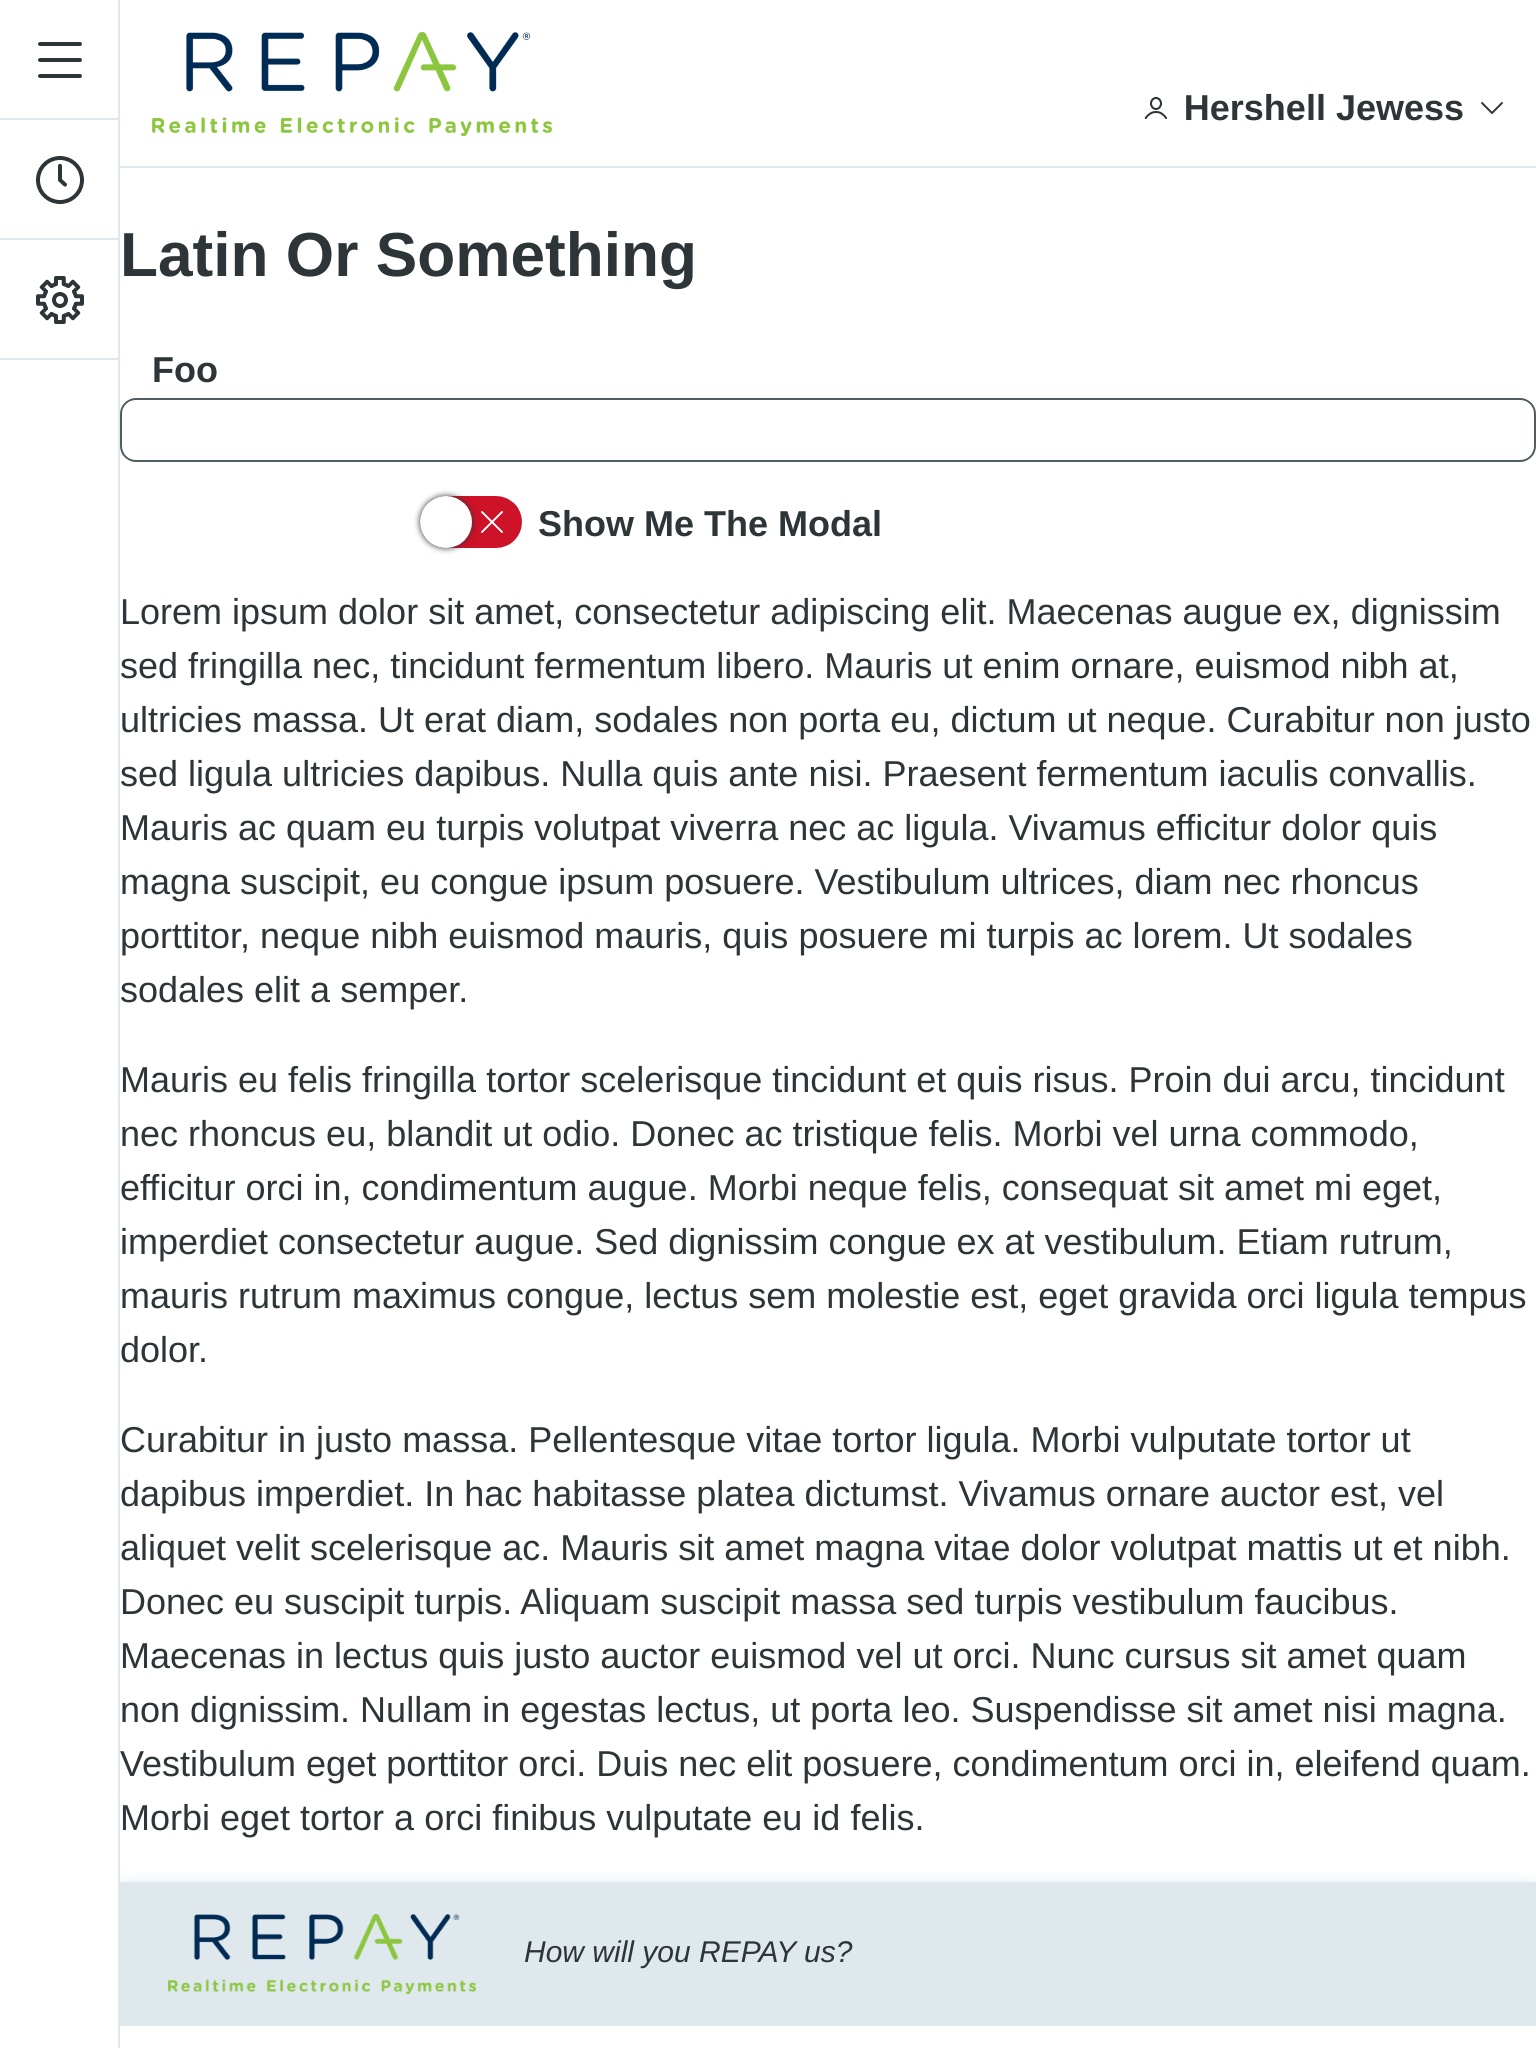 REPAY®
Realtime Electronic Payments
Hershell Jewess
Latin Or Something
Foo
Show Me The Modal
Lorem ipsum dolor sit amet, consectetur adipiscing elit. Maecenas augue ex, dignissim
sed fringilla nec, tincidunt fermentum libero. Mauris ut enim ornare, euismod nibh at,
ultricies massa. Ut erat diam, sodales non porta eu, dictum ut neque. Curabitur non justo
sed ligula ultricies dapibus. Nulla quis ante nisi. Praesent fermentum iaculis convallis.
Mauris ac quam eu turpis volutpat viverra nec ac ligula. Vivamus efficitur dolor quis
magna suscipit, eu congue ipsum posuere. Vestibulum ultrices, diam nec rhoncus
porttitor, neque nibh euismod mauris, quis posuere mi turpis ac lorem. Ut sodales
sodales elit a semper.
Mauris eu felis fringilla tortor scelerisque tincidunt et quis risus. Proin dui arcu, tincidunt
nec rhoncus eu, blandit ut odio. Donec ac tristique felis. Morbi vel urna commodo,
efficitur orci in, condimentum augue. Morbi neque felis, consequat sit amet mi eget,
imperdiet consectetur augue. Sed dignissim congue ex at vestibulum. Etiam rutrum,
mauris rutrum maximus congue, lectus sem molestie est, eget gravida orci ligula tempus
dolor.
Curabitur in justo massa. Pellentesque vitae tortor ligula. Morbi vulputate tortor ut
dapibus imperdiet. In hac habitasse platea dictumst. Vivamus ornare auctor est, vel
aliquet velit scelerisque ac. Mauris sit amet magna vitae dolor volutpat mattis ut et nibh.
Donec eu suscipit turpis. Aliquam suscipit massa sed turpis vestibulum faucibus.
Maecenas in lectus quis justo auctor euismod vel ut orci. Nunc cursus sit amet quam
non dignissim. Nullam in egestas lectus, ut porta leo. Suspendisse sit amet nisi magna.
Vestibulum eget porttitor orci. Duis nec elit posuere, condimentum orci in, eleifend quam.
Morbi eget tortor a orci finibus vulputate eu id felis.
REPAY®
Realtime Electronic Payments
How will you REPAY us?